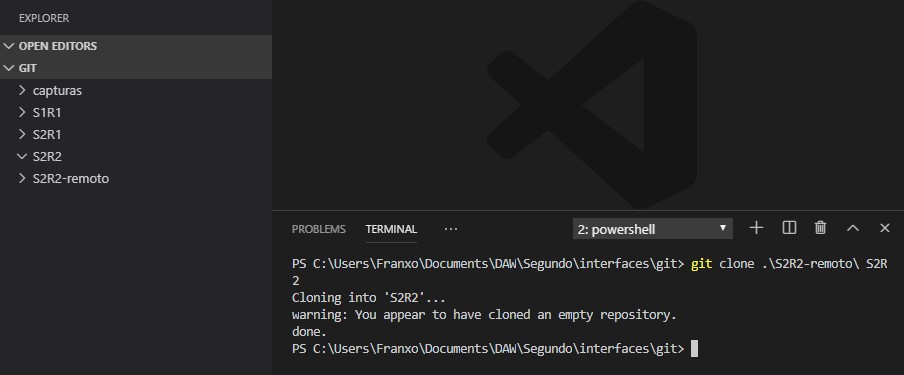 EXPLORER
OPEN EDITORS
GIT
capturas
S1R1
S2R1
S2R2
S2R2-remoto
PROBLEMS TERMINAL ... 2: powershell
PS C:\Users\Franxo\Documents\DAW\Segundo\interfaces\git> git clone .\S2R2-remoto\ S2R
2
Cloning into 'S2R2'...
warning: You appear to have cloned an empty repository.
done.
PS C:\Users\Franxo\Documents\DAW\Segundo\interfaces\git>